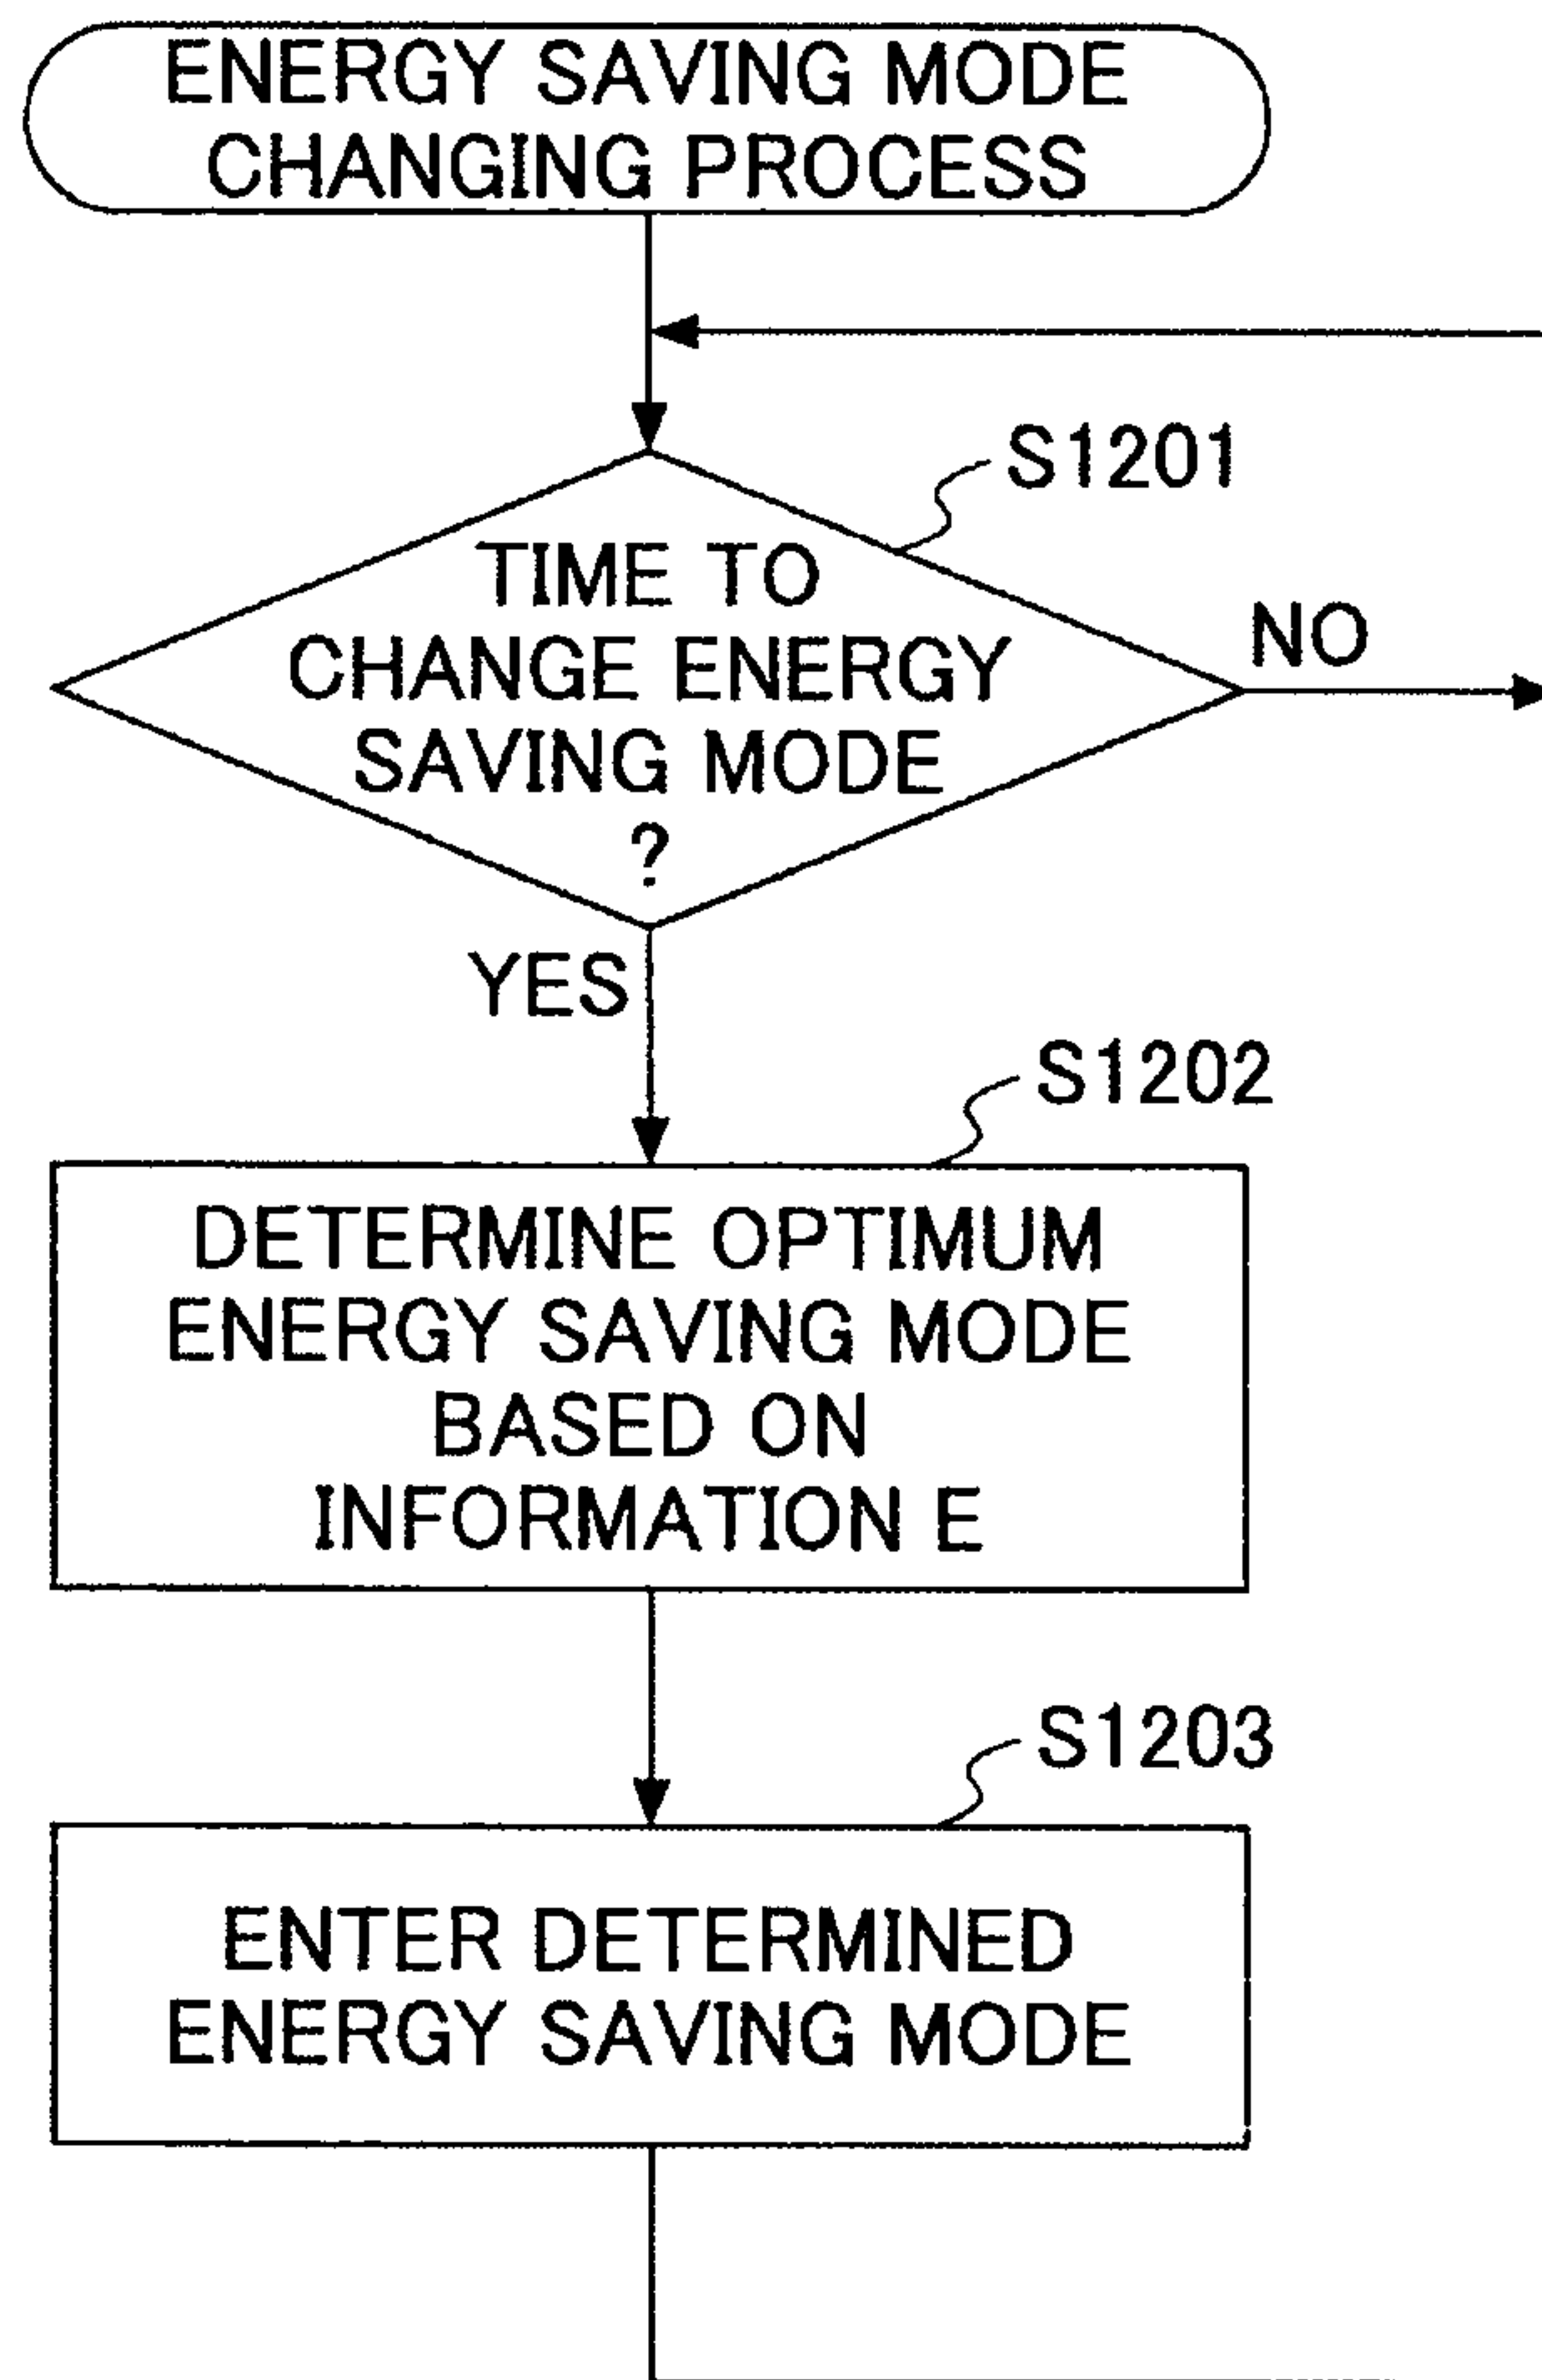 ENERGY SAVING MODE
CHANGING PROCESS
S1201
TIME TO
CHANGE ENERGY
SAVING MODE
?
NO
YES
S1202
DETERMINE OPTIMUM
ENERGY SAVING MODE
BASED ON
INFORMATION E
S1203
ENTER DETERMINED
ENERGY SAVING MODE